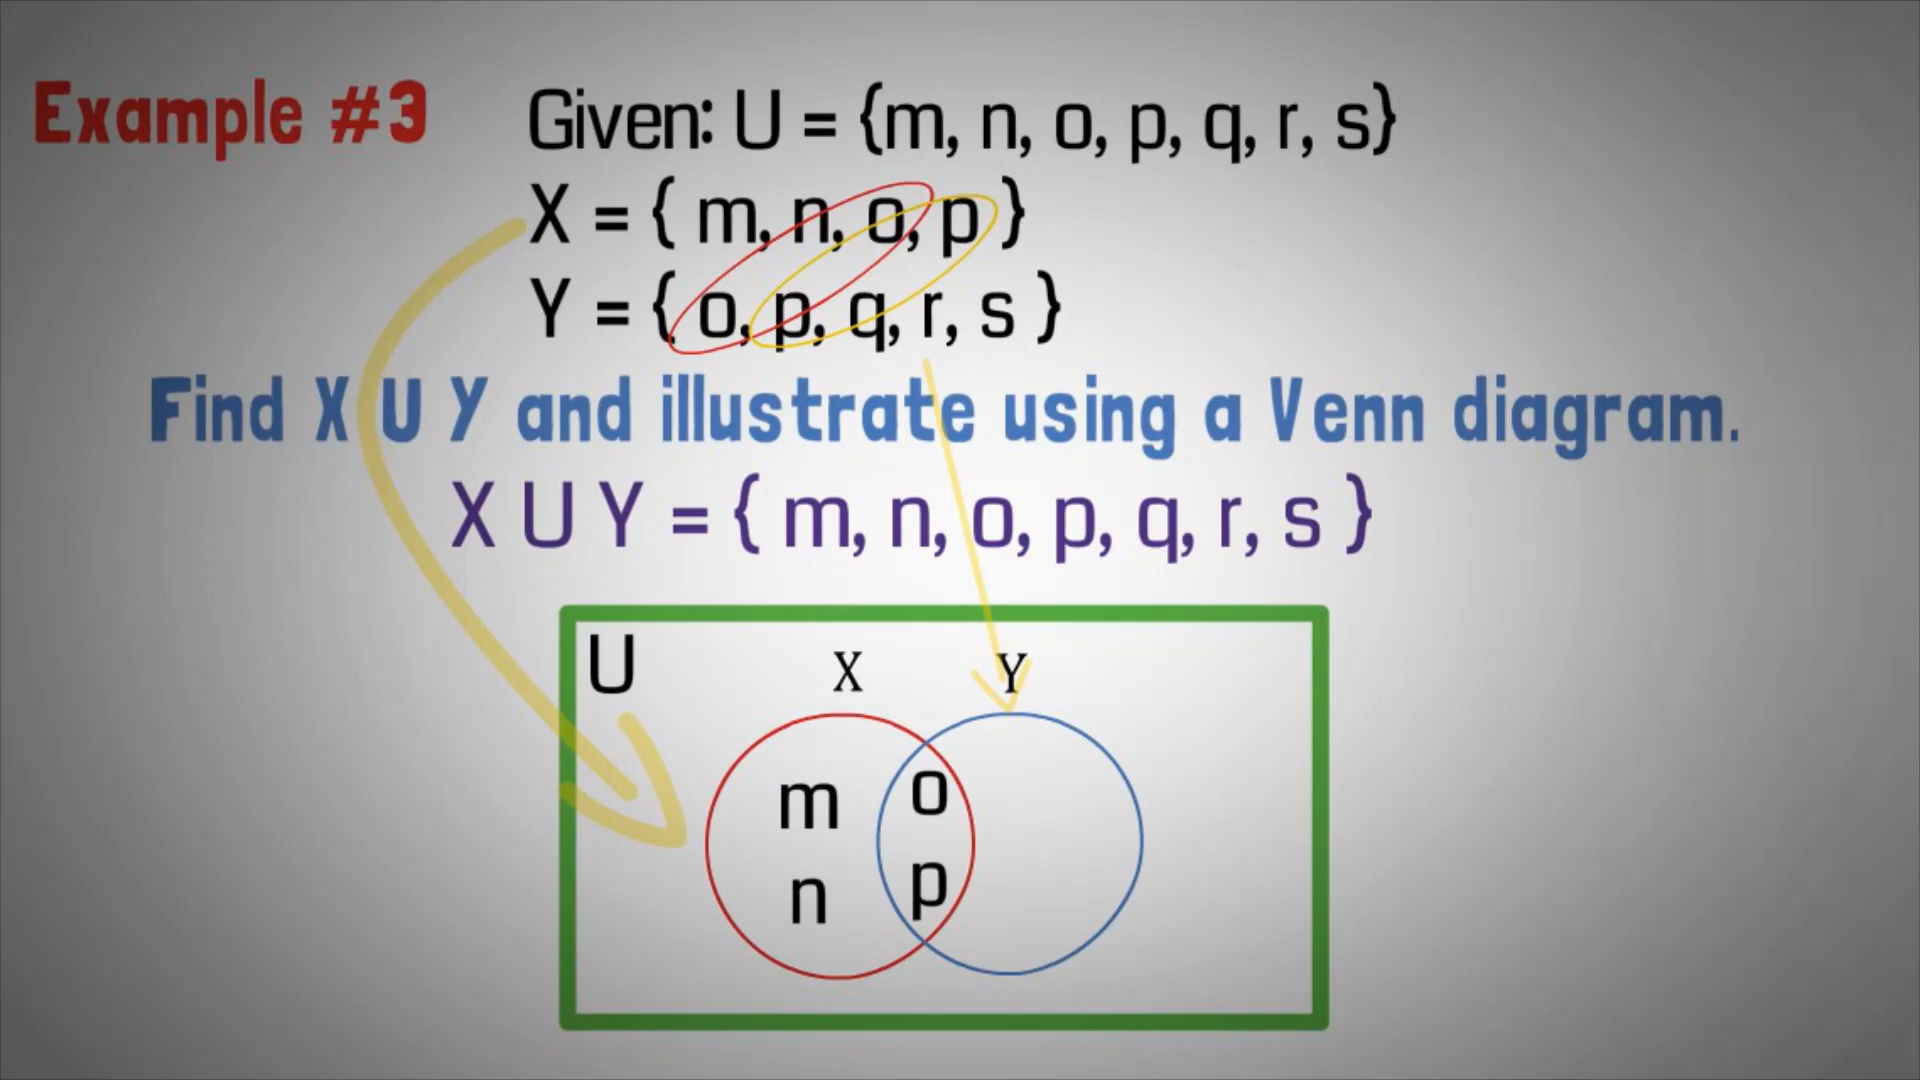 Example #3
Given: U = {m, n, o, p, q, r, s}
X = { m, n, o, p }
Y = { o, p, q, r, s }
Find X U Y and illustrate using a Venn diagram.
X U Y = { m, n, o, p, q, r, s }
U
X
Y
m
o
n
p